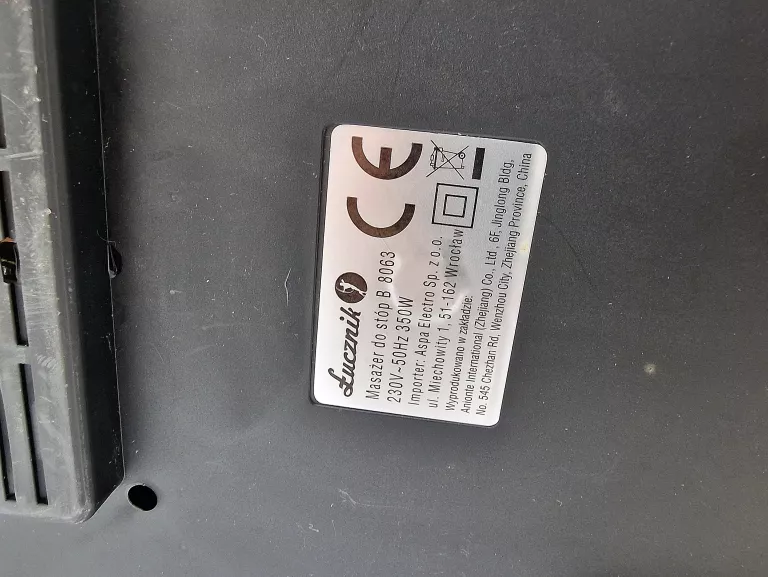 Łucznik
Masażer do stóp B 8063
230V~50Hz 350W
Importer: Aspa Electro Sp. z o.o.
ul. Miechowity 1, 51-162 Wrocław
Wyprodukowano w zakładzie:
Anionte International (Zhejiang) Co., Ltd., 6F, Jinglong Bldg,
No. 545 Chezhan Rd, Wenzhou City, Zhejiang Province, China
CE